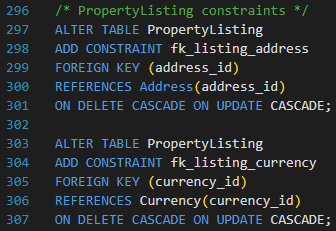 296 /* PropertyListing constraints */
297 ALTER TABLE PropertyListing
298 ADD CONSTRAINT fk_listing_address
299 FOREIGN KEY (address_id)
300 REFERENCES Address(address_id)
301 ON DELETE CASCADE ON UPDATE CASCADE;
302
303 ALTER TABLE PropertyListing
304 ADD CONSTRAINT fk_listing_currency
305 FOREIGN KEY (currency_id)
306 REFERENCES Currency(currency_id)
307 ON DELETE CASCADE ON UPDATE CASCADE;